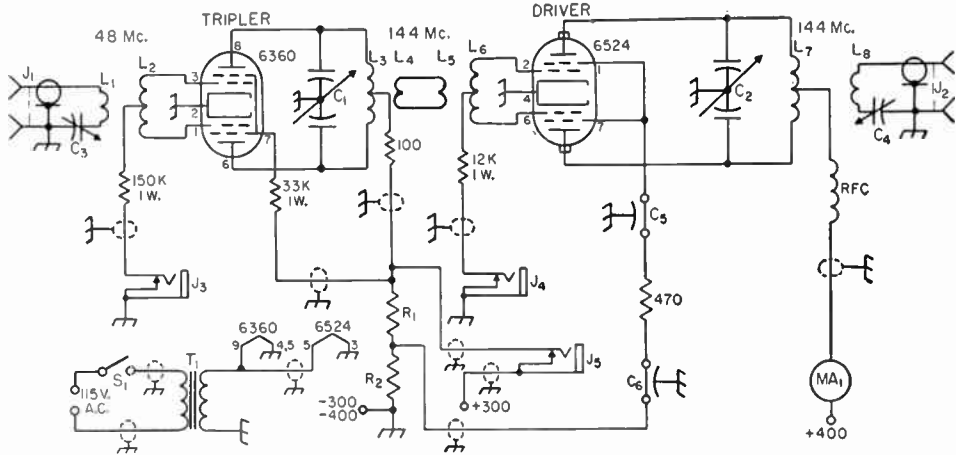 TRIPLER
DRIVER
48 Mc.
6360
144 Mc.
6524
144 Mc.
J1
L1
L2
L3
L4
L5
L6
L7
L8
J2
8
3
2
7
6
2
1
4
6
7
C1
C2
C3
C4
150K
1 W.
33K
1 W.
100
12K
1 W.
C5
RFC
J3
J4
470
R1
6360
6524
9
4,5
5
3
J5
T1
S1
115V.
A.C.
R2
-300
-400
+300
C6
MA1
+400